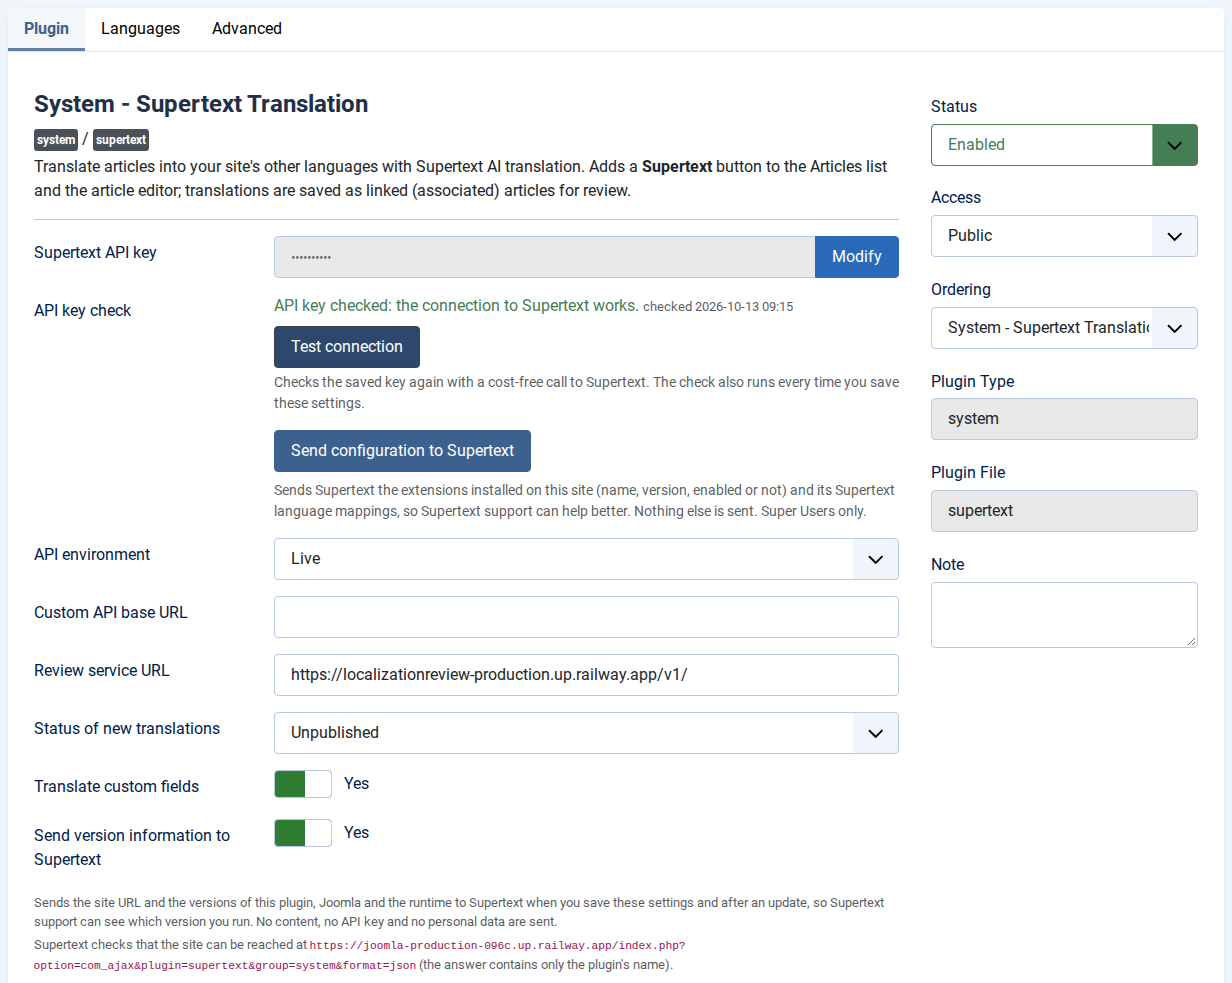 Plugin
Languages
Advanced
System - Supertext Translation
system / supertext
Translate articles into your site's other languages with Supertext AI translation. Adds a Supertext button to the Articles list
and the article editor; translations are saved as linked (associated) articles for review.
Supertext API key
Modify
API key check
API key checked: the connection to Supertext works. checked 2026-10-13 09:15
Test connection
Checks the saved key again with a cost-free call to Supertext. The check also runs every time you save
these settings.
Send configuration to Supertext
Sends Supertext the extensions installed on this site (name, version, enabled or not) and its Supertext
language mappings, so Supertext support can help better. Nothing else is sent. Super Users only.
API environment
Live
Custom API base URL
Review service URL
https://localizationreview-production.up.railway.app/v1/
Status of new translations
Unpublished
Translate custom fields
Yes
Send version information to
Supertext
Yes
Sends the site URL and the versions of this plugin, Joomla and the runtime to Supertext when you save these settings and after an update, so Supertext
support can see which version you run. No content, no API key and no personal data are sent.
Supertext checks that the site can be reached at https://joomla-production-096c.up.railway.app/index.php?
option=com_ajax&plugin=supertext&group=system&format=json (the answer contains only the plugin's name).
Status
Enabled
Access
Public
Ordering
System - Supertext Translatic
Plugin Type
system
Plugin File
supertext
Note